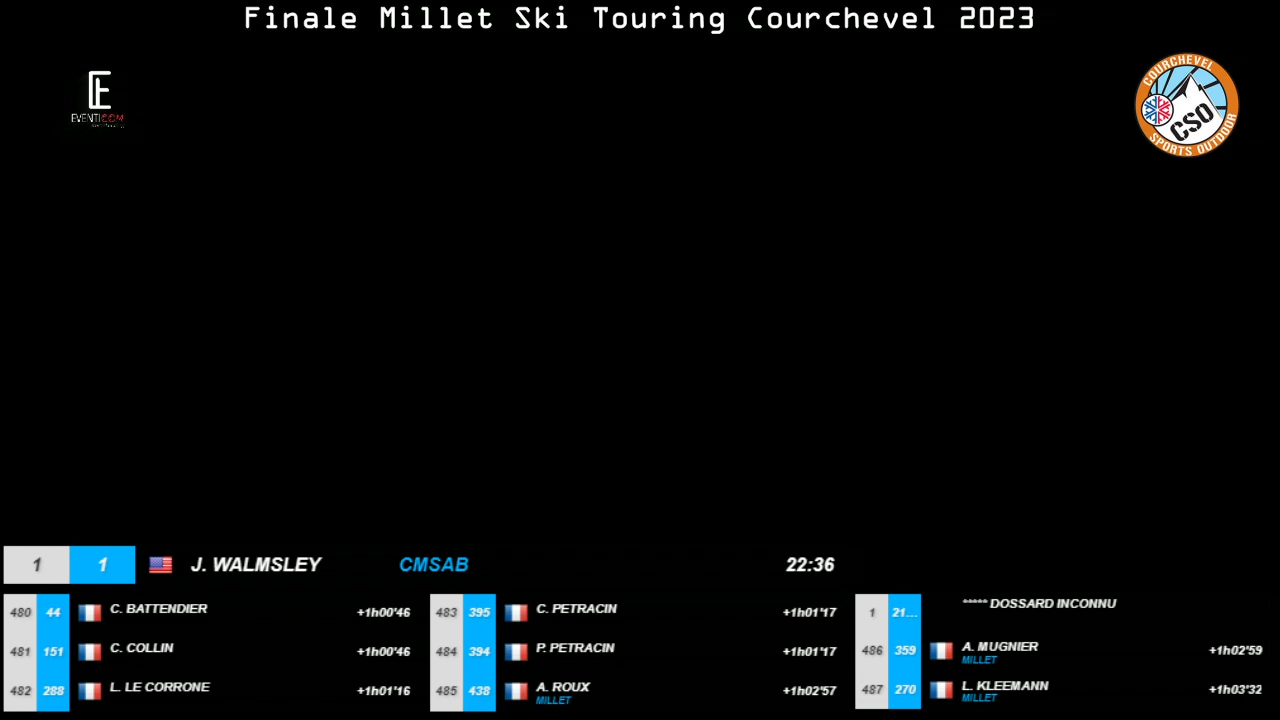 Finale Millet Ski Touring Courchevel 2023
EVENTICOM
COURCHEVEL
CSO
SPORTS OUTDOOR
1 1 J. WALMSLEY CMSAB 22:36
480 44 C. BATTENDIER +1h00'46
481 151 C. COLLIN +1h00'46
482 288 L. LE CORRONE +1h01'16
483 395 C. PETRACIN +1h01'17
484 394 P. PETRACIN +1h01'17
485 438 A. ROUX +1h02'57
MILLET
1 21... ***** DOSSARD INCONNU
486 359 A. MUGNIER +1h02'59
MILLET
487 270 L. KLEEMANN +1h03'32
MILLET